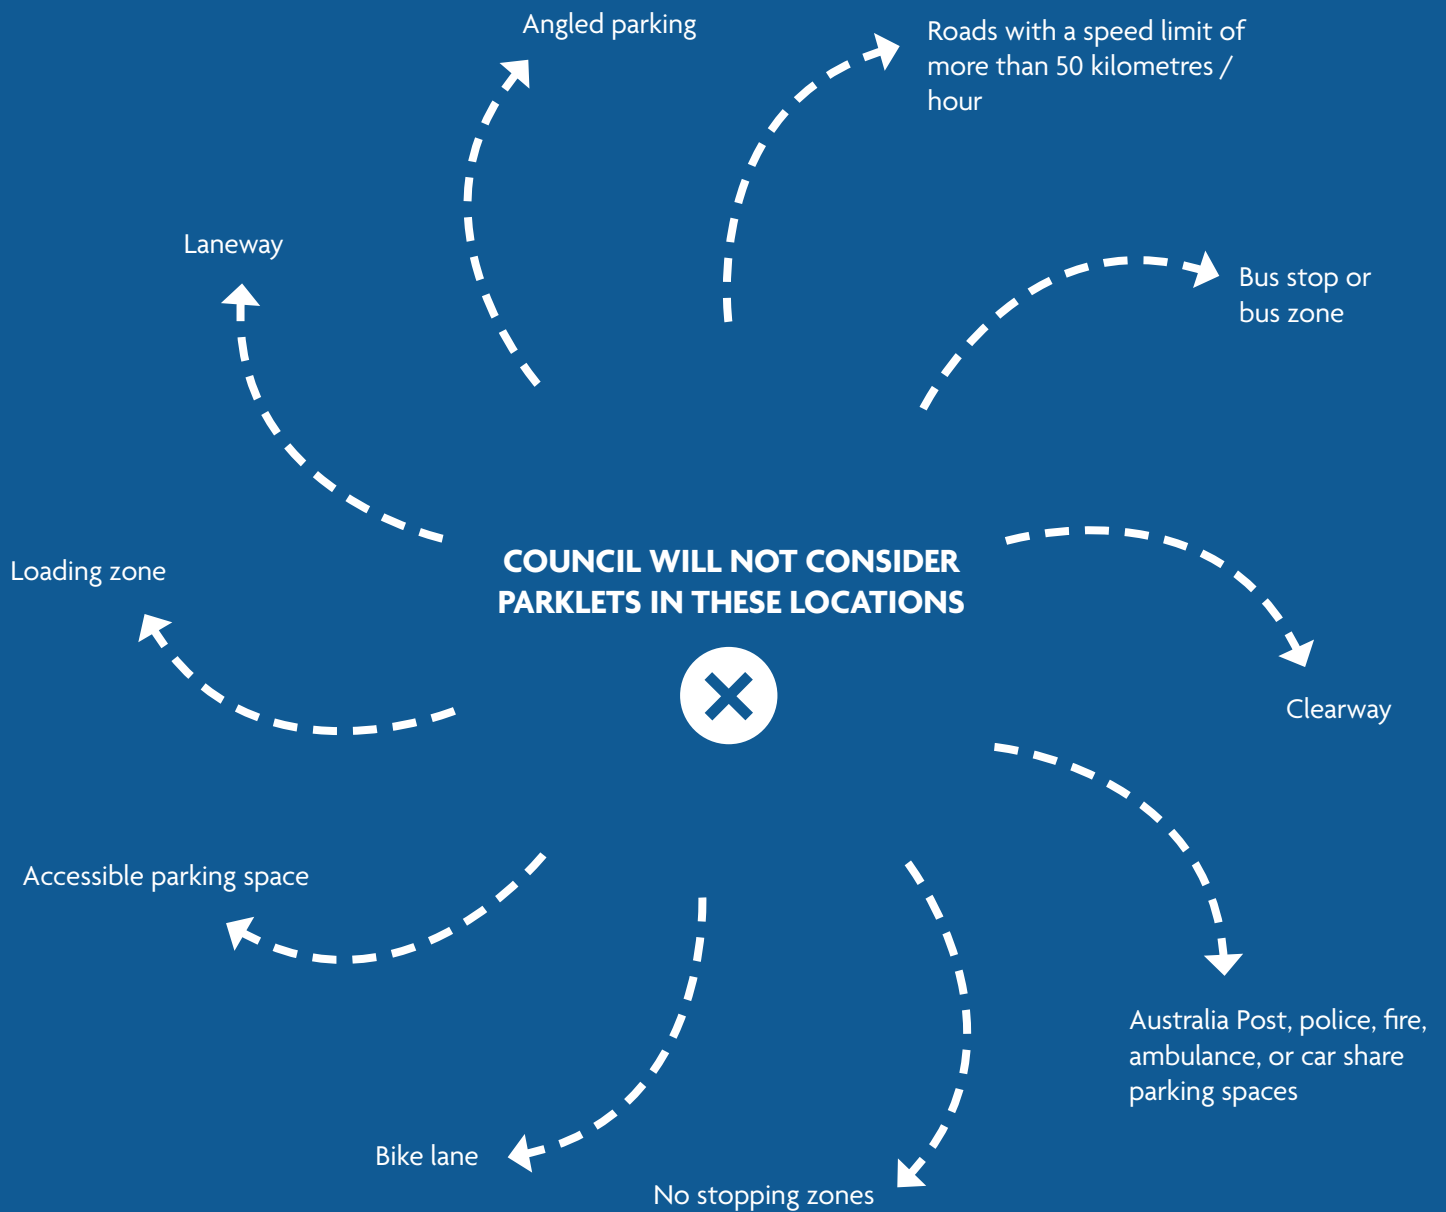 Angled parking
Roads with a speed limit of
more than 50 kilometres /
hour
Laneway
Bus stop or
bus zone
COUNCIL WILL NOT CONSIDER
PARKLETS IN THESE LOCATIONS
Loading zone
Clearway
Accessible parking space
Australia Post, police, fire,
ambulance, or car share
parking spaces
Bike lane
No stopping zones